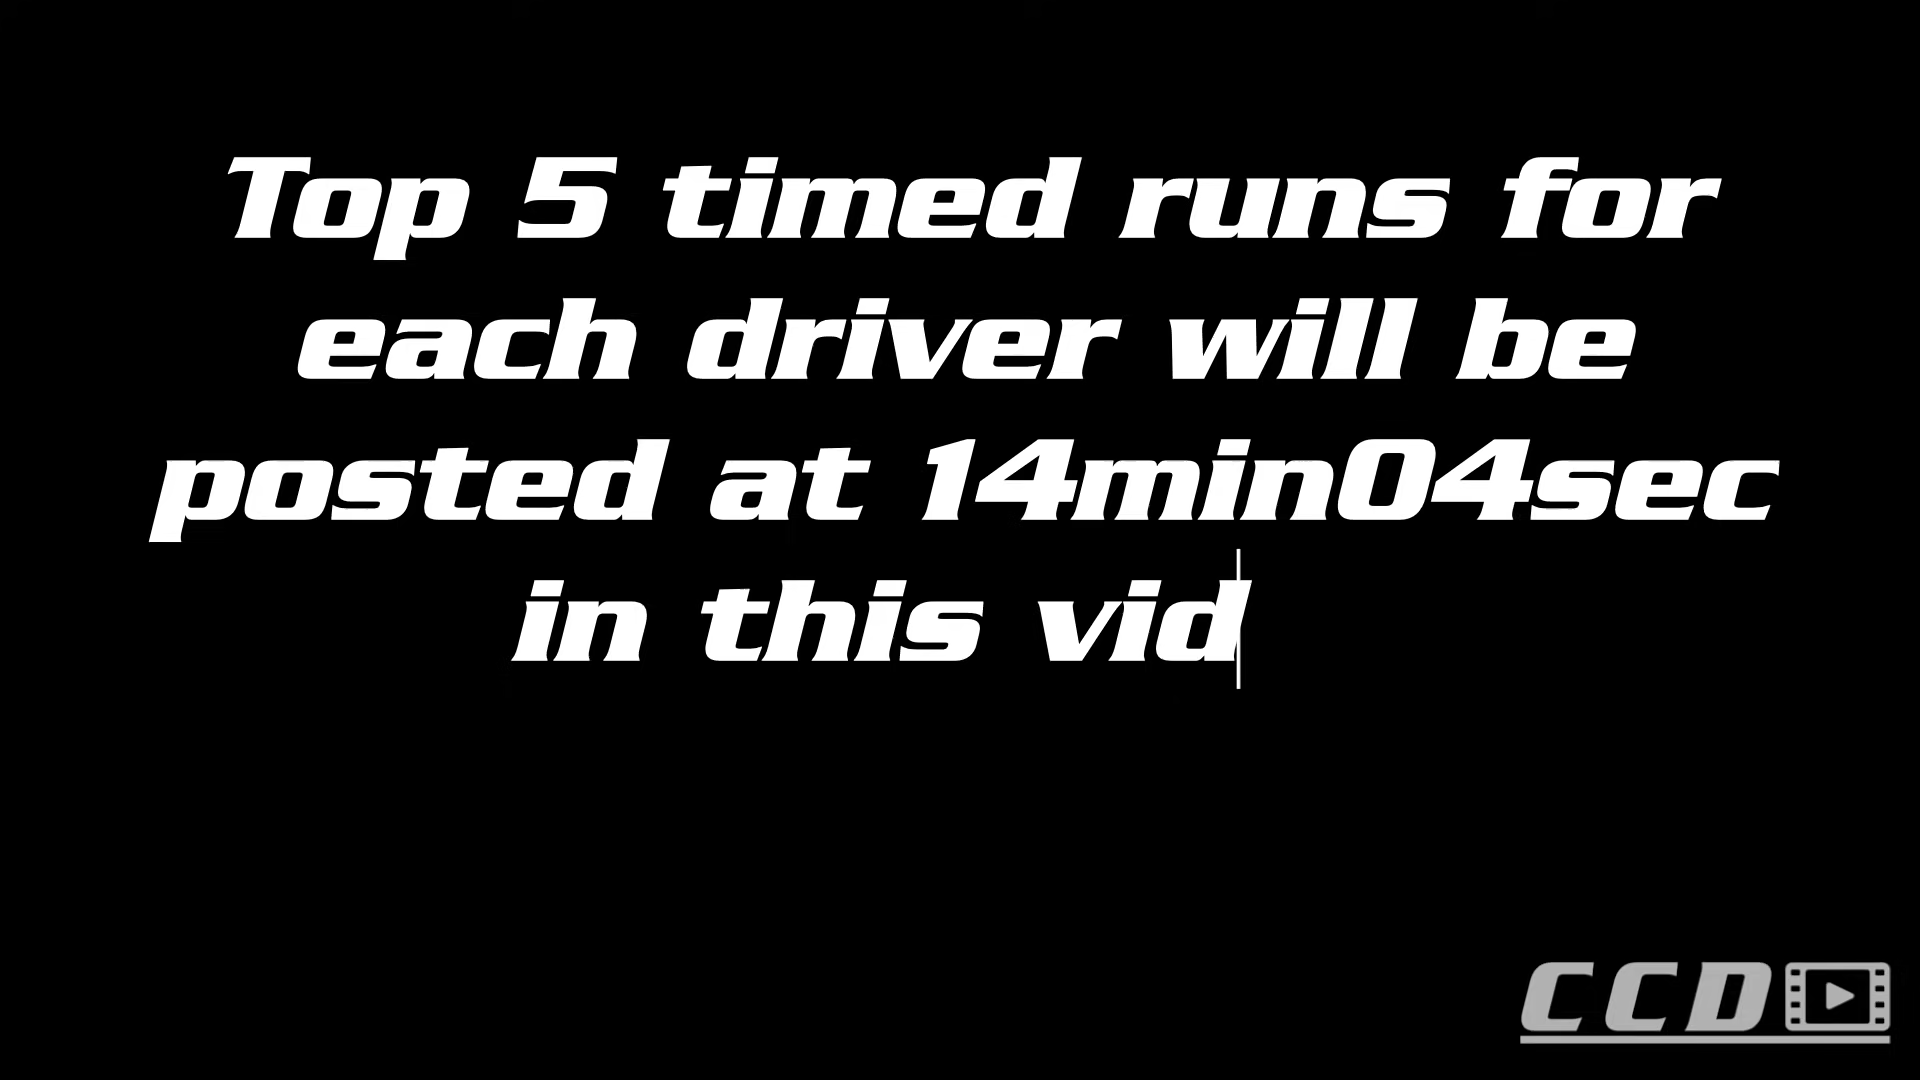 Top 5 timed runs for
each driver will be
posted at 14min04sec
in this vid
CCD